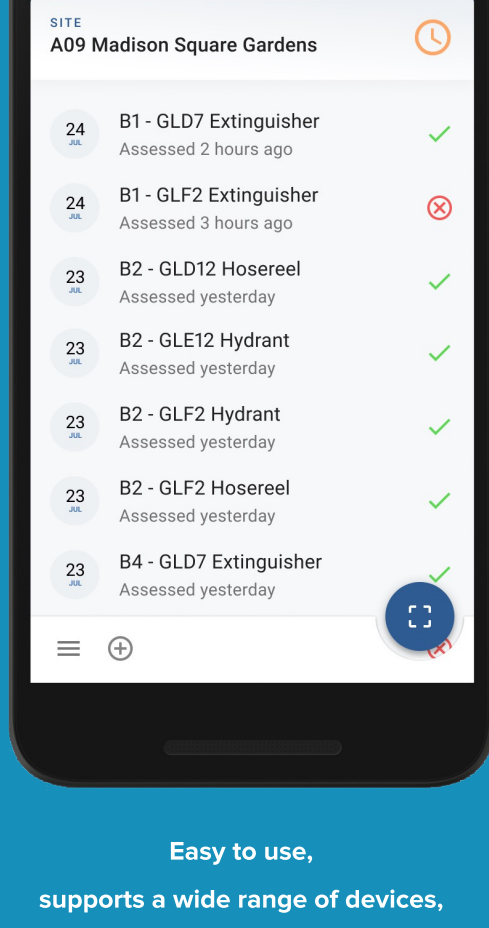 SITE
A09 Madison Square Gardens
24
JUL
B1 - GLD7 Extinguisher
Assessed 2 hours ago
24
JUL
B1 - GLF2 Extinguisher
Assessed 3 hours ago
23
JUL
B2 - GLD12 Hosereel
Assessed yesterday
23
JUL
B2 - GLE12 Hydrant
Assessed yesterday
23
JUL
B2 - GLF2 Hydrant
Assessed yesterday
23
JUL
B2 - GLF2 Hosereel
Assessed yesterday
23
JUL
B4 - GLD7 Extinguisher
Assessed yesterday
Easy to use,
supports a wide range of devices,